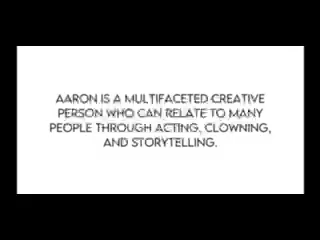 AARON IS A MULTIFACETED CREATIVE
PERSON WHO CAN RELATE TO MANY
PEOPLE THROUGH ACTING, CLOWNING,
AND STORYTELLING.